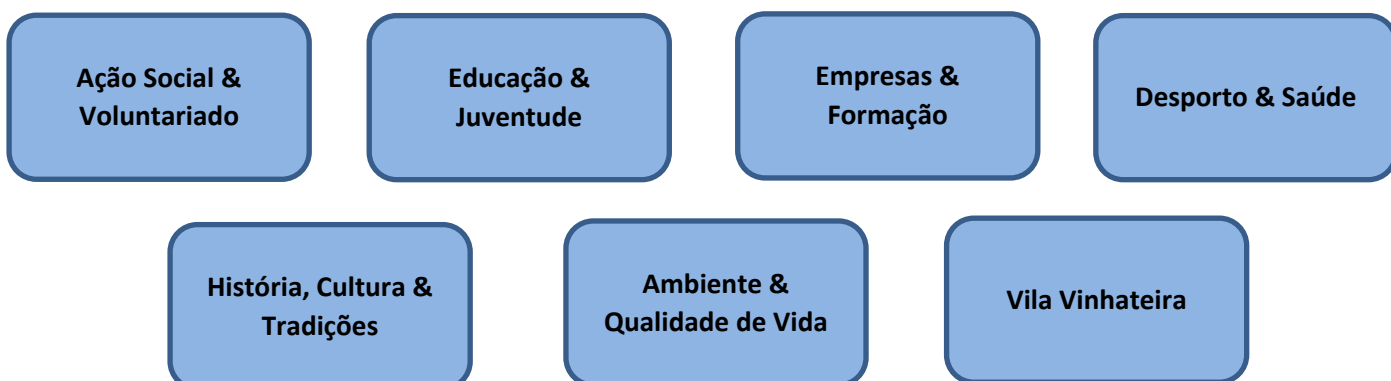 Ação Social &
Voluntariado
Educação &
Juventude
Empresas &
Formação
Desporto & Saúde
História, Cultura &
Tradições
Ambiente &
Qualidade de Vida
Vila Vinhateira